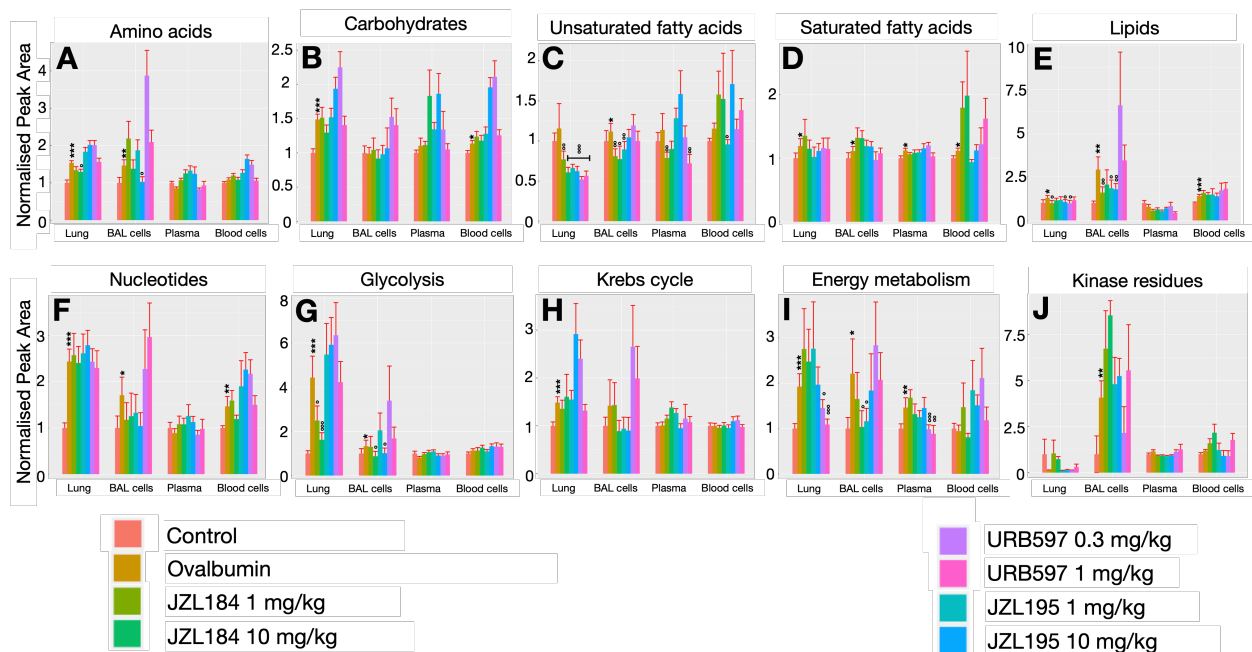 Amino acids
Carbohydrates
Unsaturated fatty acids
Saturated fatty acids
Lipids
Normalised Peak Area
A
4
3
2
1
0
***
°
**
°
Lung BAL cells Plasma Blood cells
B
2.5
2
1.5
1
0.5
0
***
*
Lung BAL cells Plasma Blood cells
C
2
1.5
1
0.5
0
Lung BAL cells Plasma Blood cells
D
2
1
0
* * * *
Lung BAL cells Plasma Blood cells
E
10
7.5
5
2.5
0
Lung BAL cells Plasma Blood cells
Nucleotides
Glycolysis
Krebs cycle
Energy metabolism
Kinase residues
Normalised Peak Area
F
3
2
1
0
***
*
**
Lung BAL cells Plasma Blood cells
G
8
6
4
2
0
Lung BAL cells Plasma Blood cells
H
3
2
1
0
***
Lung BAL cells Plasma Blood cells
I
3
2
1
0
Lung BAL cells Plasma Blood cells
J
7.5
5
2.5
0
**
Lung BAL cells Plasma Blood cells
Control
Ovalbumin
JZL184 1 mg/kg
JZL184 10 mg/kg
URB597 0.3 mg/kg
URB597 1 mg/kg
JZL195 1 mg/kg
JZL195 10 mg/kg